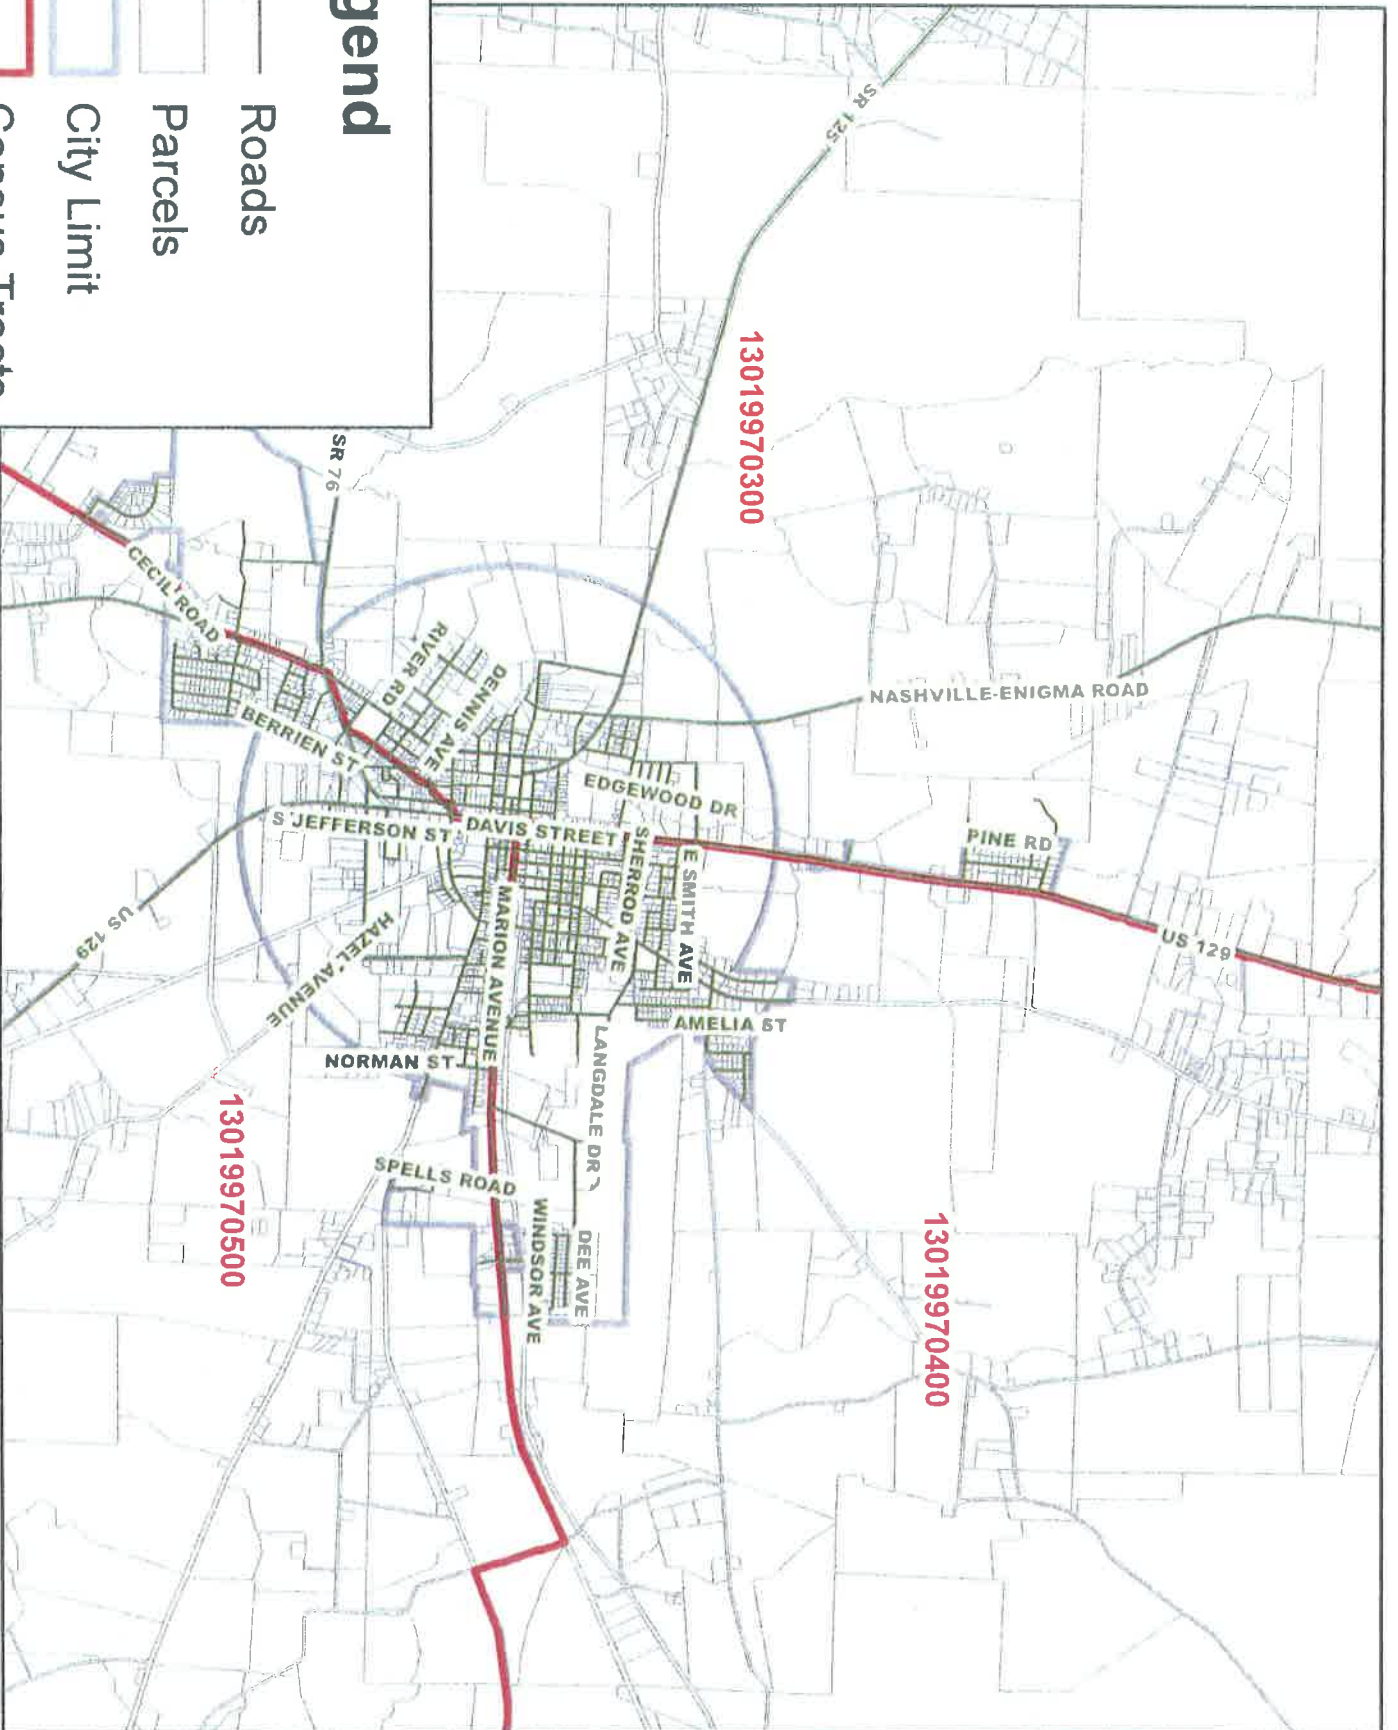 gend
Roads
Parcels
City Limit
Census Tracts
SR 125
13019970300
SR 76
CECIL ROAD
RIVER RD
DENNIS AVE
BERRIEN ST
NASHVILLE-ENIGMA ROAD
EDGEWOOD DR
S JEFFERSON ST
DAVIS STREET
SHERROD AVE
E SMITH AVE
PINE RD
US 129
US 129
HAZEL AVENUE
MARION AVENUE
NORMAN ST
AMELIA ST
LANGDALE DR
13019970500
SPELLS ROAD
WINDSOR AVE
DEE AVE
13019970400